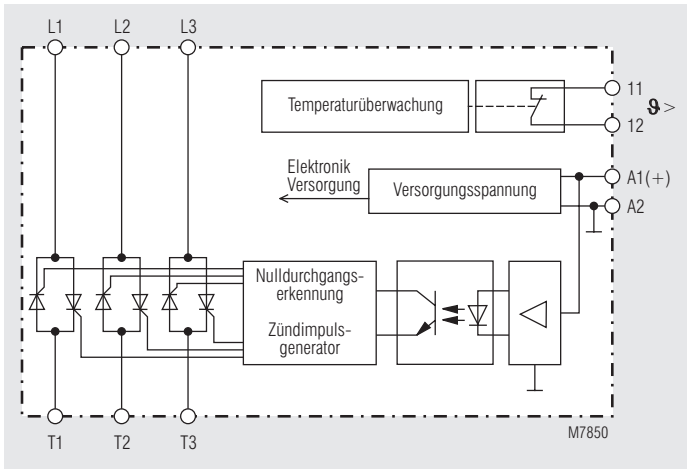 L1 L2 L3
Temperaturüberwachung
11
12
ϑ>
Elektronik
Versorgung
Versorgungsspannung
A1(+)
A2
Nulldurchgangs-
erkennung
Zündimpuls-
generator
T1 T2 T3
M7850